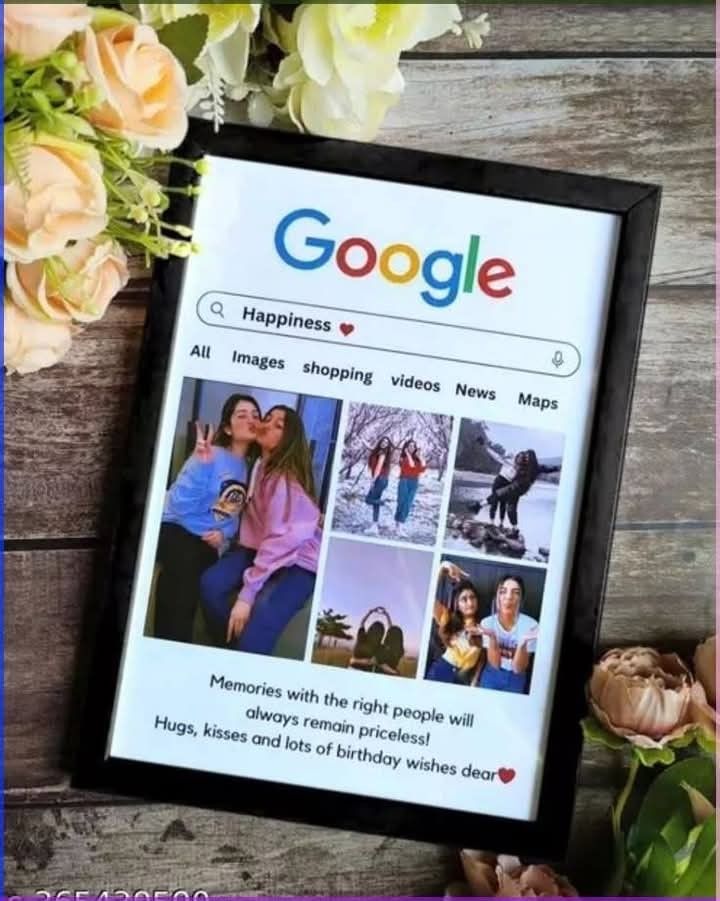 Google
Happiness ❤
All Images shopping videos News Maps
Memories with the right people will
always remain priceless!
Hugs, kisses and lots of birthday wishes dear❤